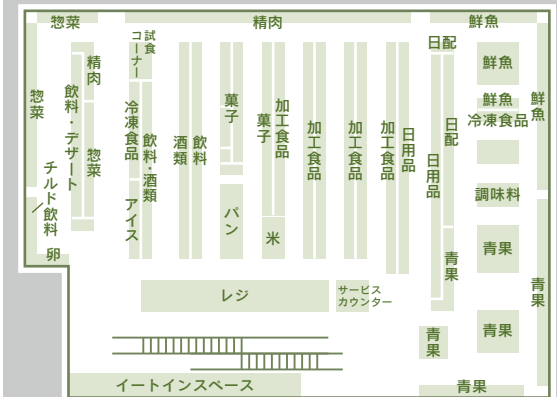 惣菜
精肉
鮮魚
試食
コーナー
日配
精肉
鮮魚
惣菜
飲料・デザート
惣菜
冷凍食品
飲料・酒類
酒類
飲料
菓子
菓子
加工食品
加工食品
加工食品
加工食品
日用品
日用品
日配
鮮魚
冷凍食品
鮮魚
チルド飲料
／
アイス
パン
米
調味料
卵
青果
青果
青果
レジ
サービス
カウンター
青果
青果
イートインスペース
青果